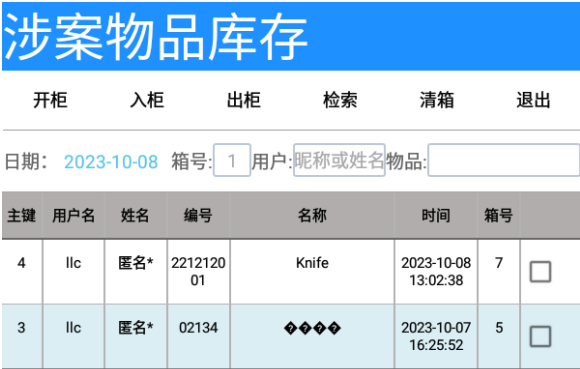 涉案物品库存
开柜 入柜 出柜 检索 清箱 退出
日期： 2023-10-08 箱号: 1 用户: 昵称或姓名 物品:
主键 用户名 姓名 编号 名称 时间 箱号
4 llc 匿名* 2212120 Knife 2023-10-08 7
01 13:02:38
3 llc 匿名* 02134 ���� 2023-10-07 5
16:25:52